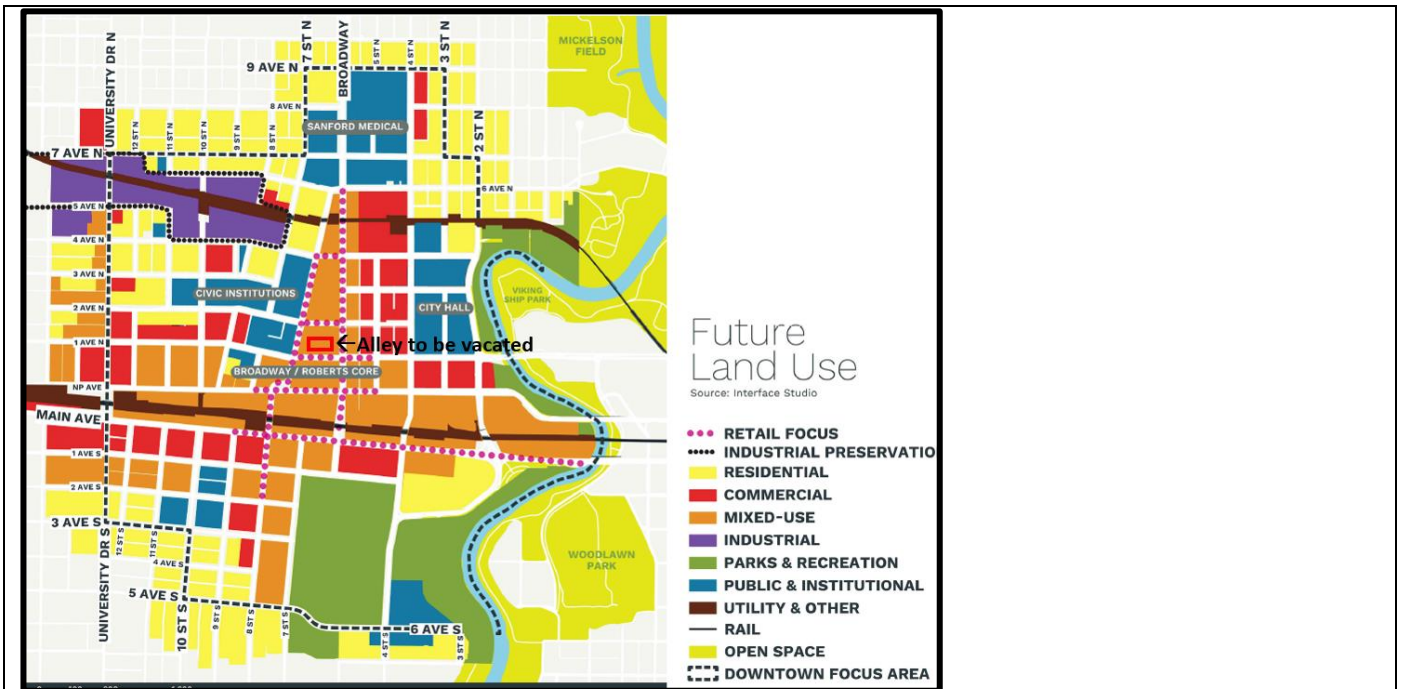 MICKELSON
FIELD
7 ST N
BROADWAY
5 ST N
4 ST N
3 ST N
9 AVE N
UNIVERSITY DR N
8 AVE N
SANFORD MEDICAL
12 ST N
11 ST N
10 ST N
9 ST N
8 ST N
2 ST N
7 AVE N
6 AVE N
5 AVE N
4 AVE N
3 AVE N
CIVIC INSTITUTIONS
CITY HALL
VIKING
SHIP PARK
2 AVE N
1 AVE N
←Alley to be vacated
BROADWAY / ROBERTS CORE
NP AVE
MAIN AVE
1 AVE S
2 AVE S
3 AVE S
UNIVERSITY DR S
12 ST S
11 ST S
4 AVE S
WOODLAWN
PARK
5 AVE S
10 ST S
9 ST S
8 ST S
7 ST S
6 AVE S
4 ST S
3 ST S
Future
Land Use
Source: Interface Studio
RETAIL FOCUS
INDUSTRIAL PRESERVATIO
RESIDENTIAL
COMMERCIAL
MIXED-USE
INDUSTRIAL
PARKS & RECREATION
PUBLIC & INSTITUTIONAL
UTILITY & OTHER
RAIL
OPEN SPACE
DOWNTOWN FOCUS AREA